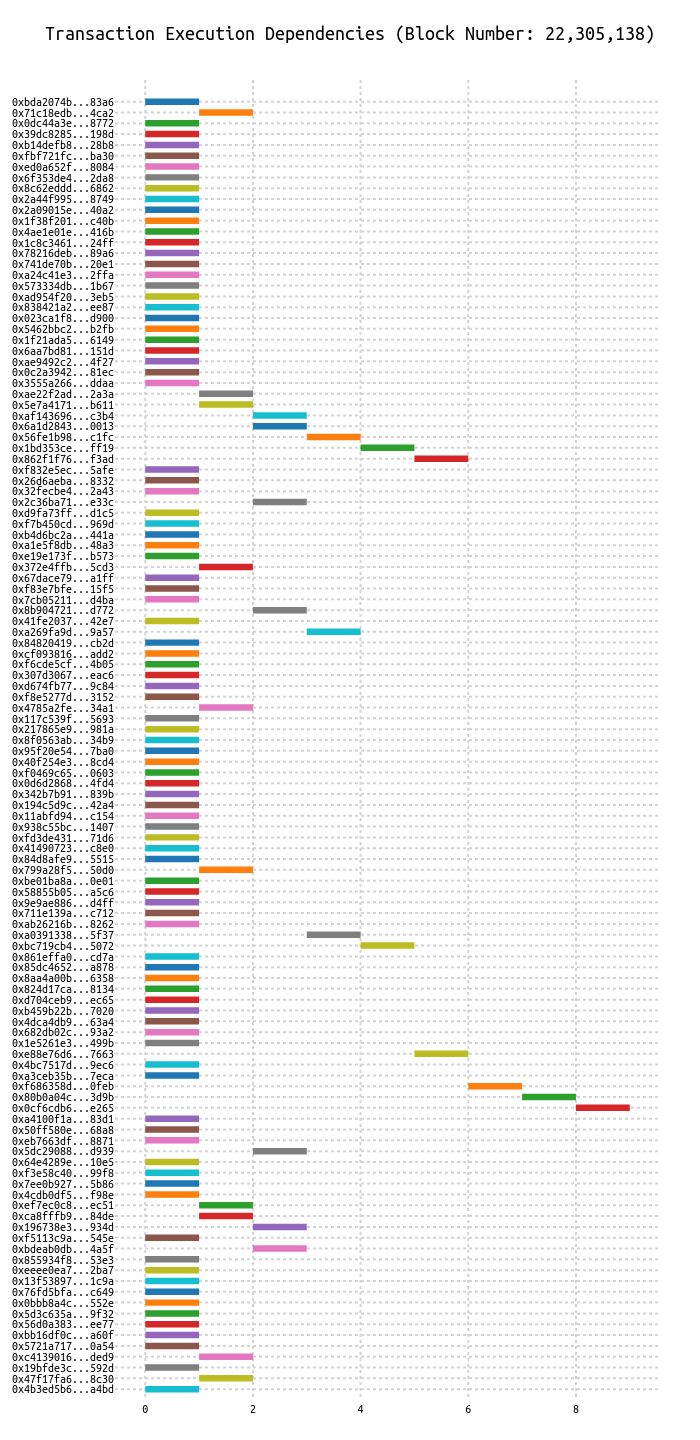 Transaction Execution Dependencies (Block Number: 22,305,138)
0xbda2074b...83a6
0x71c18edb...4ca2
0x0dc44a3e...8772
0x39dc8285...198d
0xb14defb8...28b8
0xfbf721fc...ba30
0xed0a652f...8084
0x6f353de4...2da8
0x8c62eddd...6862
0x2a44f995...8749
0x2a09015e...40a2
0x1f38f201...c40b
0x4ae1e01e...416b
0x1c8c3461...24ff
0x78216deb...89a6
0x741de70b...20e1
0xa24c41e3...2ffa
0x573334db...1b67
0xad954f20...3eb5
0x838421a2...ee87
0x023ca1f8...d900
0x5462bbc2...b2fb
0x1f21ada5...6149
0x6aa7bd81...151d
0xae9492c2...4f27
0x0c2a3942...81ec
0x3555a266...ddaa
0xae22f2ad...2a3a
0x5e7a4171...b611
0xaf143696...c3b4
0x6a1d2843...0013
0x56fe1b98...c1fc
0x1bd353ce...ff19
0x862f1f76...f3ad
0xf832e5ec...5afe
0x26d6aeba...8332
0x32fecbe4...2a43
0x2c36ba71...e33c
0xd9fa73ff...d1c5
0xf7b450cd...969d
0xb4d6bc2a...441a
0xa1e5f8db...48a3
0xe19e173f...b573
0x372e4ffb...5cd3
0x67dace79...a1ff
0xf83e7bfe...15f5
0x7cb05211...d4ba
0x8b904721...d772
0x41fe2037...42e7
0xa269fa9d...9a57
0x84820419...cb2d
0xcf093816...add2
0xf6cde5cf...4b05
0x307d3067...eac6
0xd674fb77...9c84
0xf8e5277d...3152
0x4785a2fe...34a1
0x117c539f...5693
0x217865e9...981a
0x8f0563ab...34b9
0x95f20e54...7ba0
0x40f254e3...8cd4
0xf0469c65...0603
0x0d6d2868...4fd4
0x342b7b91...839b
0x194c5d9c...42a4
0x11abfd94...c154
0x938c55bc...1407
0xfd3de431...71d6
0x41490723...c8e0
0x84d8afe9...5515
0x799a28f5...50d0
0xbe01ba8a...0e01
0x58855b05...a5c6
0x9e9ae886...d4ff
0x711e139a...c712
0xab26216b...8262
0xa0391338...5f37
0xbc719cb4...5072
0x861effa0...cd7a
0x85dc4652...a878
0x8aa4a00b...6358
0x824d17ca...8134
0xd704ceb9...ec65
0xb459b22b...7020
0x4dca4db9...63a4
0x682db02c...93a2
0x1e5261e3...499b
0xe88e76d6...7663
0x4bc7517d...9ec6
0xa3ceb35b...7eca
0xf686358d...0feb
0x80b0a04c...3d9b
0x0cf6cdb6...e265
0xa4100f1a...83d1
0x50ff580e...68a8
0xeb7663df...8871
0x5dc29088...d939
0x64e4289e...10e5
0xf3e58c40...99f8
0x7ee0b927...5b86
0x4cdb0df5...f98e
0xef7ec0c8...ec51
0xca8fffb9...84de
0x196738e3...934d
0xf5113c9a...545e
0xbdeab0db...4a5f
0x855934f8...53e3
0xeeee0ea7...2ba7
0x13f53897...1c9a
0x76fd5bfa...c649
0x0bbb8a4c...552e
0x5d3c635a...9f32
0x56d0a383...ee77
0xbb16df0c...a60f
0x5721a717...0a54
0xc4139016...ded9
0x19bfde3c...592d
0x47f17fa6...8c30
0x4b3ed5b6...a4bd
0 2 4 6 8